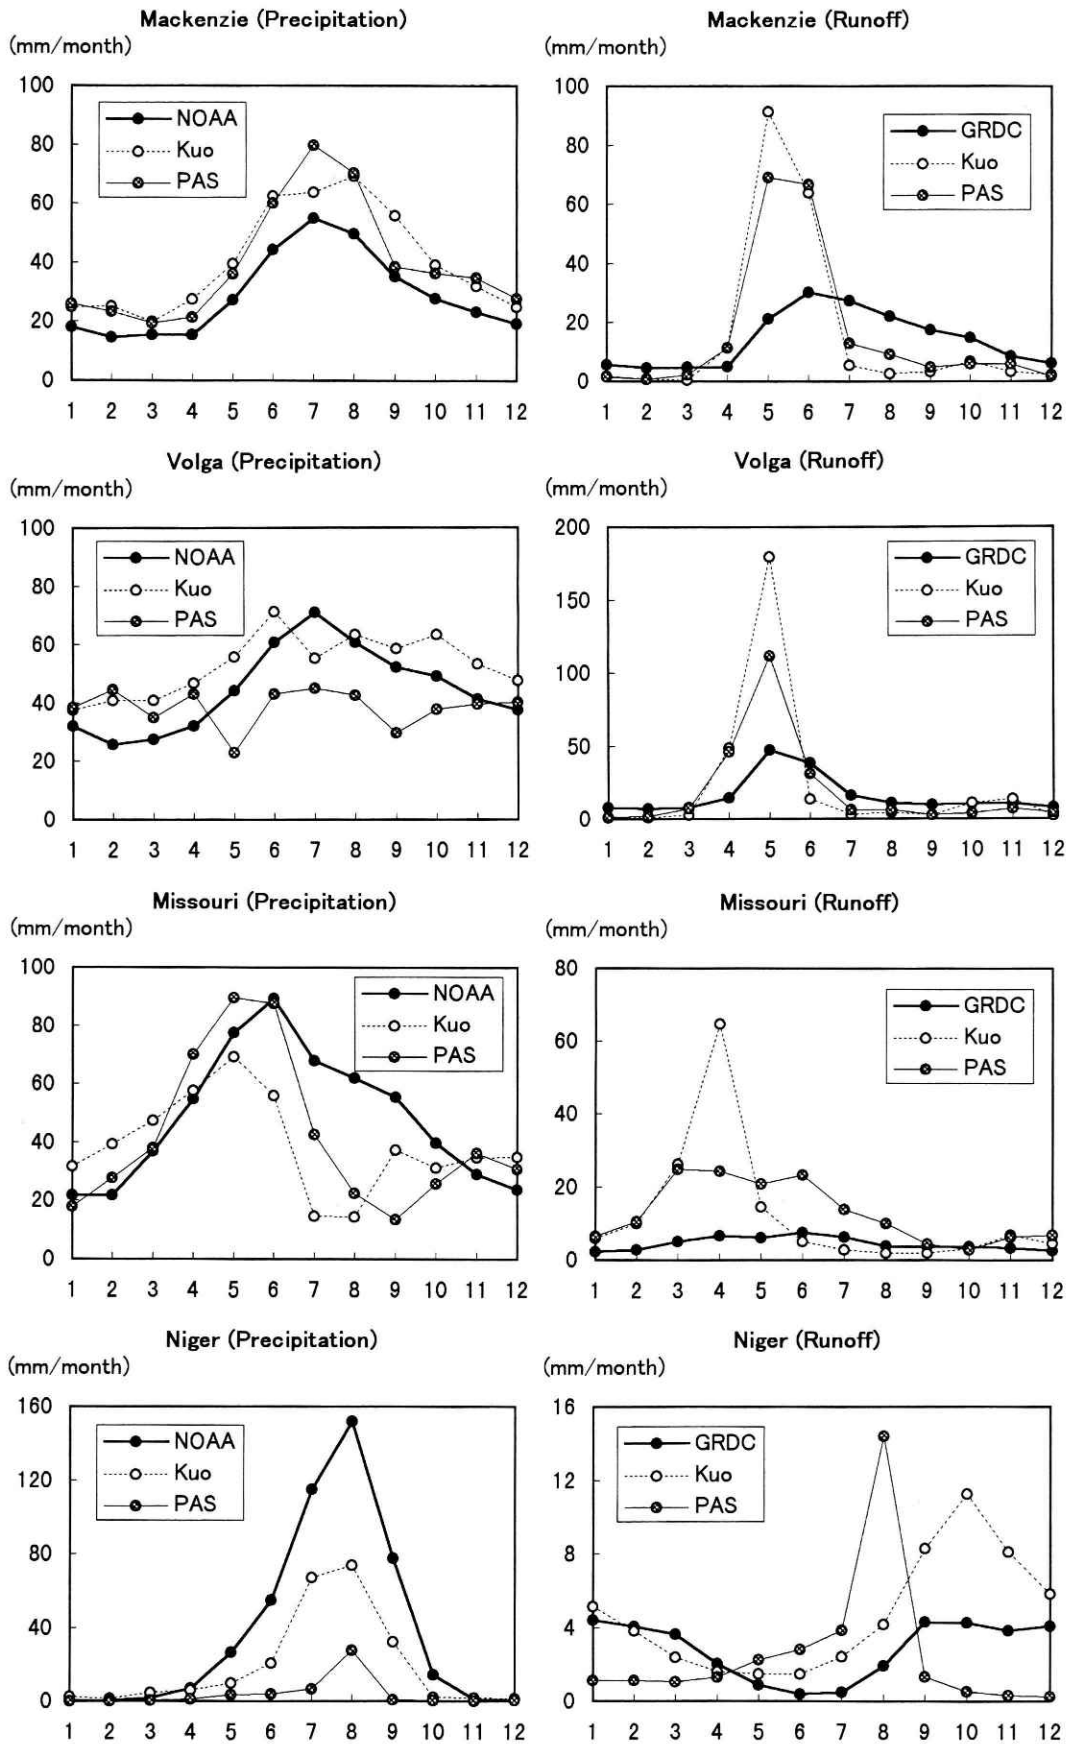 Mackenzie (Precipitation)
(mm/month)
100
80
60
40
20
0
NOAA
Kuo
PAS
1 2 3 4 5 6 7 8 9 10 11 12
Mackenzie (Runoff)
(mm/month)
100
80
60
40
20
0
GRDC
Kuo
PAS
1 2 3 4 5 6 7 8 9 10 11 12
Volga (Precipitation)
(mm/month)
100
80
60
40
20
0
NOAA
Kuo
PAS
1 2 3 4 5 6 7 8 9 10 11 12
Volga (Runoff)
(mm/month)
200
150
100
50
0
GRDC
Kuo
PAS
1 2 3 4 5 6 7 8 9 10 11 12
Missouri (Precipitation)
(mm/month)
100
80
60
40
20
0
NOAA
Kuo
PAS
1 2 3 4 5 6 7 8 9 10 11 12
Missouri (Runoff)
(mm/month)
80
60
40
20
0
GRDC
Kuo
PAS
1 2 3 4 5 6 7 8 9 10 11 12
Niger (Precipitation)
(mm/month)
160
120
80
40
0
NOAA
Kuo
PAS
1 2 3 4 5 6 7 8 9 10 11 12
Niger (Runoff)
(mm/month)
16
12
8
4
0
GRDC
Kuo
PAS
1 2 3 4 5 6 7 8 9 10 11 12